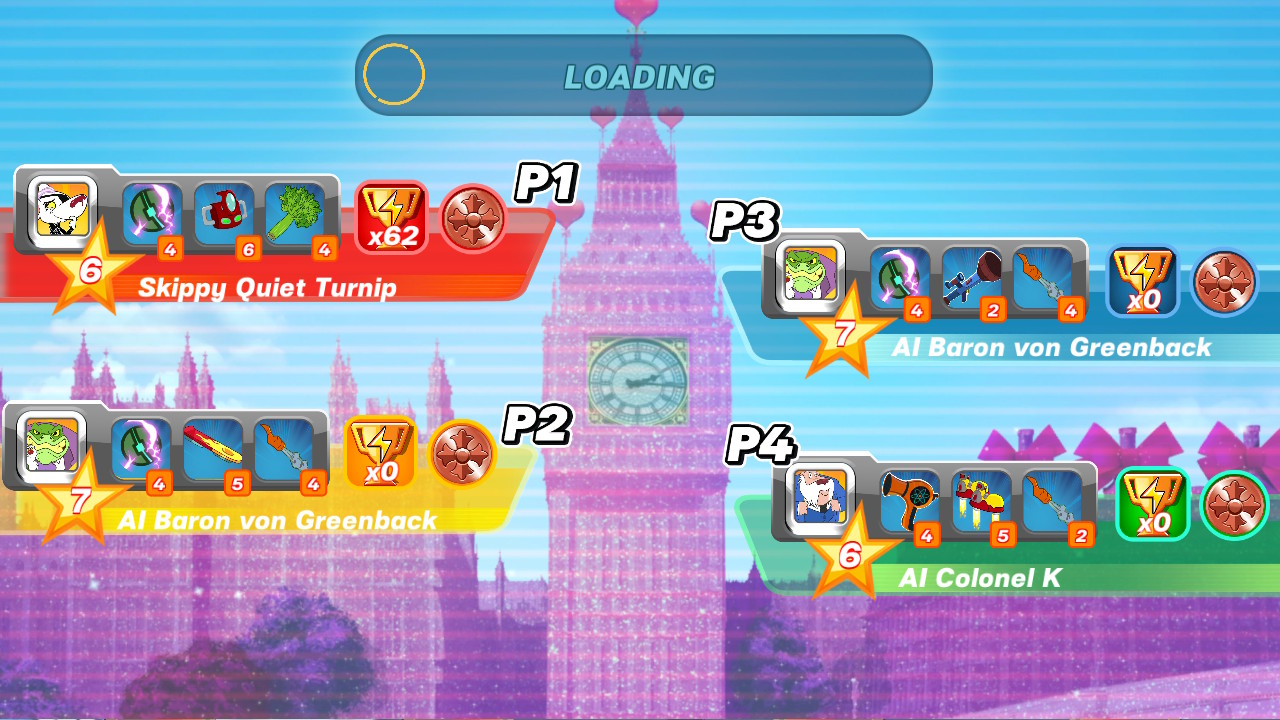 LOADING
P1
4
6
4
x62
6
Skippy Quiet Turnip
P3
4
2
4
x0
7
AI Baron von Greenback
P2
4
5
4
x0
7
AI Baron von Greenback
P4
4
5
2
x0
6
AI Colonel K